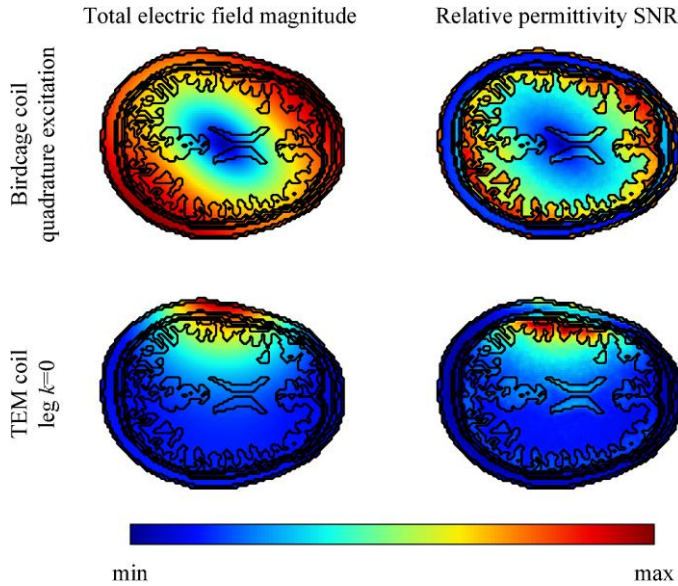 Total electric field magnitude
Relative permittivity SNR
Birdcage coil
quadrature excitation
TEM coil
leg k=0
min
max